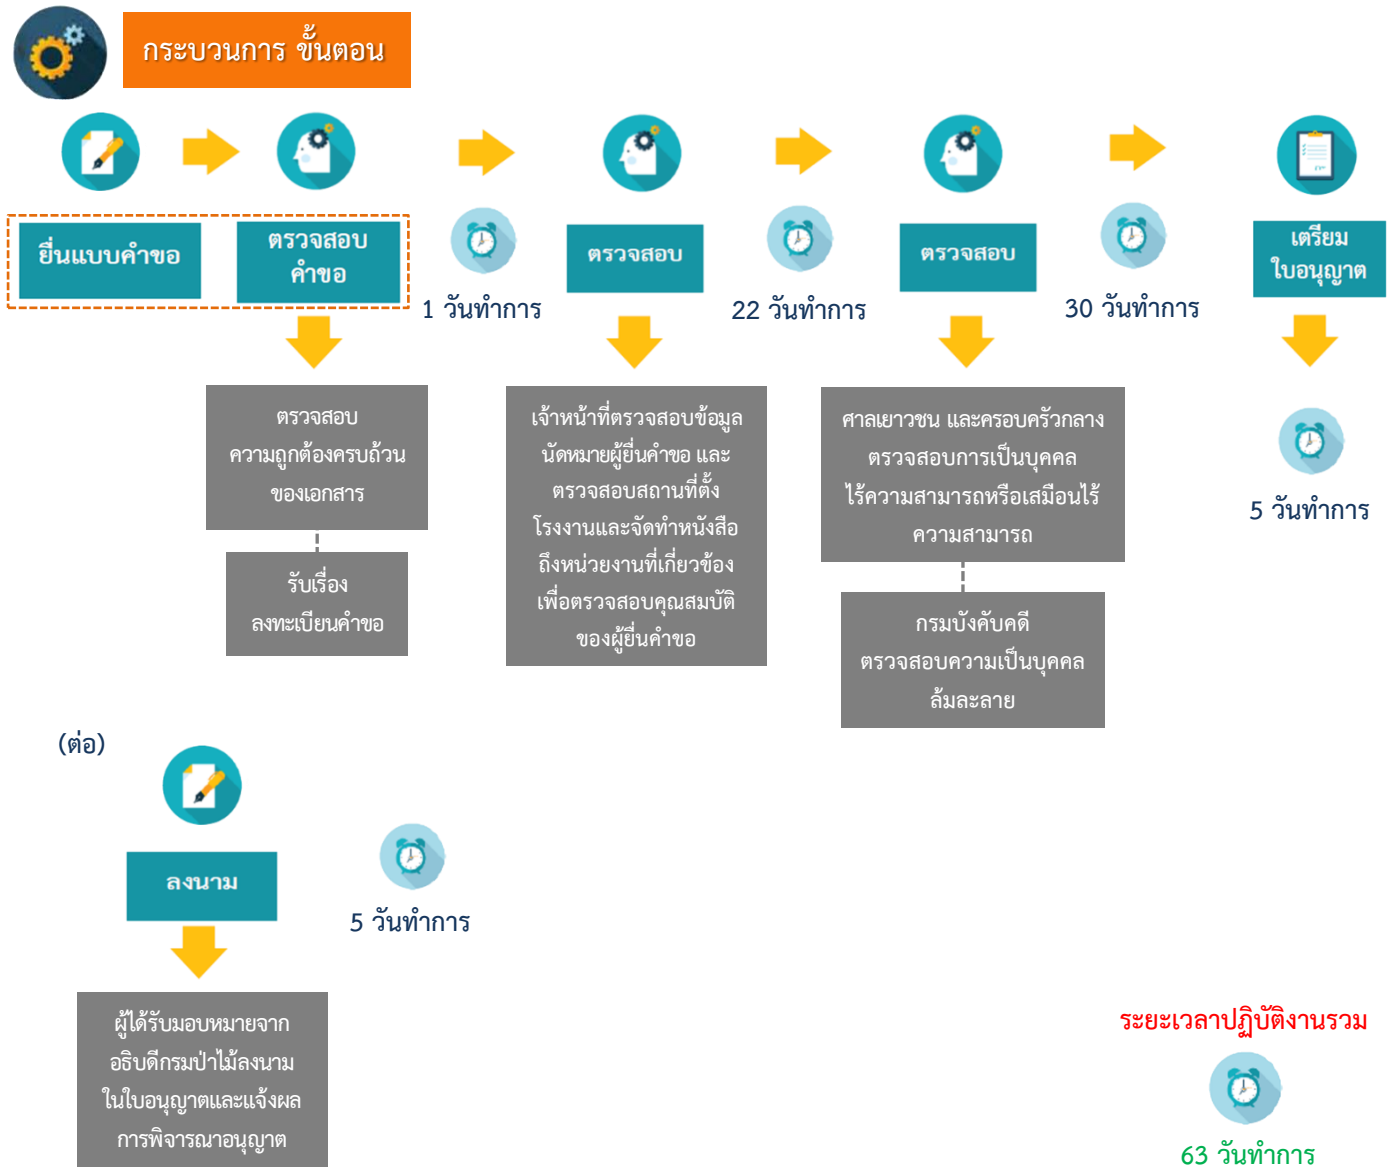 กระบวนการ ขั้นตอน
ยื่นแบบคำขอ
ตรวจสอบ
คำขอ
1 วันทำการ
ตรวจสอบ
22 วันทำการ
ตรวจสอบ
30 วันทำการ
เตรียม
ใบอนุญาต
ตรวจสอบ
ความถูกต้องครบถ้วน
ของเอกสาร
รับเรื่อง
ลงทะเบียนคำขอ
เจ้าหน้าที่ตรวจสอบข้อมูล
นัดหมายผู้ยื่นคำขอ และ
ตรวจสอบสถานที่ตั้ง
โรงงานและจัดทำหนังสือ
ถึงหน่วยงานที่เกี่ยวข้อง
เพื่อตรวจสอบคุณสมบัติ
ของผู้ยื่นคำขอ
ศาลเยาวชน และครอบครัวกลาง
ตรวจสอบการเป็นบุคคล
ไร้ความสามารถหรือเสมือนไร้
ความสามารถ
กรมบังคับคดี
ตรวจสอบความเป็นบุคคล
ล้มละลาย
5 วันทำการ
(ต่อ)
ลงนาม
5 วันทำการ
ผู้ได้รับมอบหมายจาก
อธิบดีกรมป่าไม้ลงนาม
ในใบอนุญาตและแจ้งผล
การพิจารณาอนุญาต
ระยะเวลาปฏิบัติงานรวม
63 วันทำการ